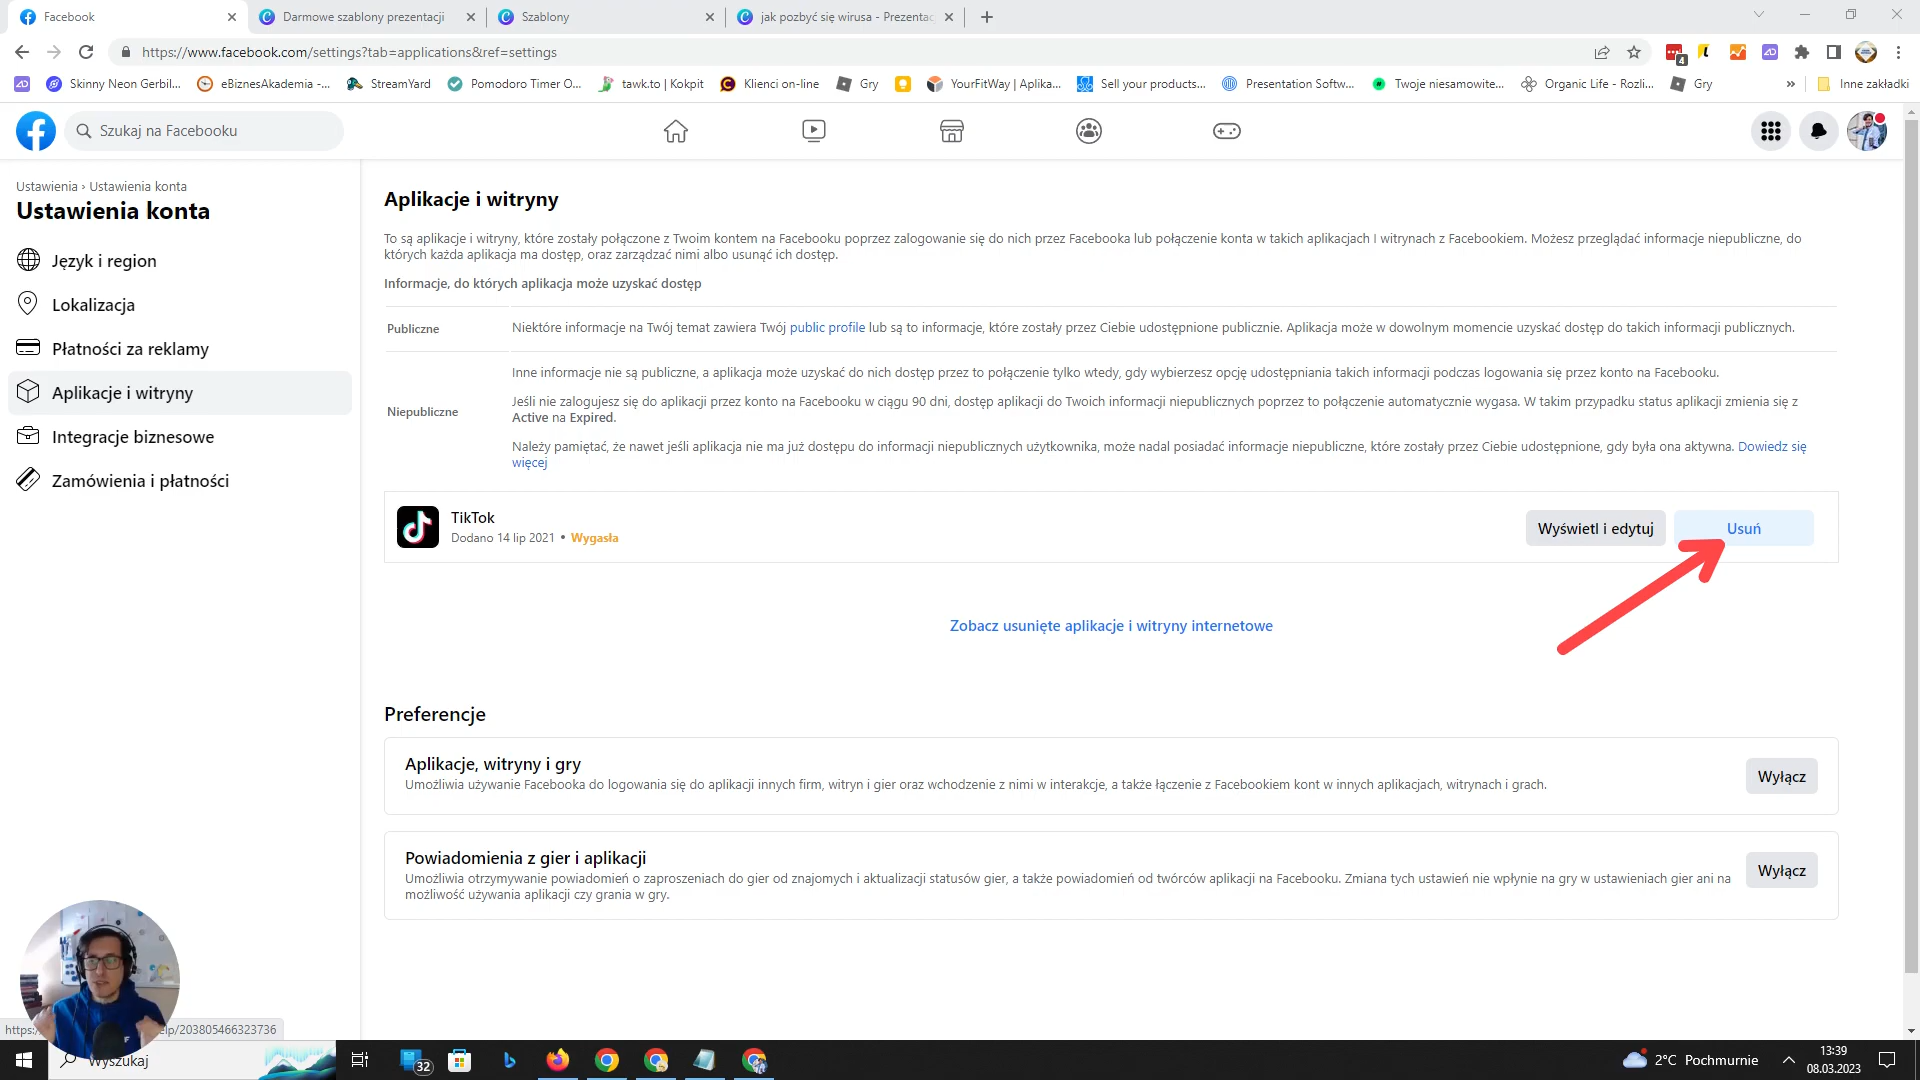 Facebook
Darmowe szablony prezentacji
Szablony
jak pozbyć się wirusa - Prezentac
https://www.facebook.com/settings?tab=applications&ref=settings
4
Skinny Neon Gerbil...
eBiznesAkademia -...
StreamYard
Pomodoro Timer O...
tawk.to | Kokpit
Klienci on-line
Gry
YourFitWay | Aplika...
Sell your products...
Presentation Softw...
Twoje niesamowite...
Organic Life - Rozli...
Gry
»
Inne zakładki
Szukaj na Facebooku
Ustawienia › Ustawienia konta
Ustawienia konta
Język i region
Lokalizacja
Płatności za reklamy
Aplikacje i witryny
Integracje biznesowe
Zamówienia i płatności
Aplikacje i witryny
To są aplikacje i witryny, które zostały połączone z Twoim kontem na Facebooku poprzez zalogowanie się do nich przez Facebooka lub połączenie konta w takich aplikacjach I witrynach z Facebookiem. Możesz przeglądać informacje niepubliczne, do
których każda aplikacja ma dostęp, oraz zarządzać nimi albo usunąć ich dostęp.
Informacje, do których aplikacja może uzyskać dostęp
Publiczne
Niektóre informacje na Twój temat zawiera Twój public profile lub są to informacje, które zostały przez Ciebie udostępnione publicznie. Aplikacja może w dowolnym momencie uzyskać dostęp do takich informacji publicznych.
Niepubliczne
Inne informacje nie są publiczne, a aplikacja może uzyskać do nich dostęp przez to połączenie tylko wtedy, gdy wybierzesz opcję udostępniania takich informacji podczas logowania się przez konto na Facebooku.
Jeśli nie zalogujesz się do aplikacji przez konto na Facebooku w ciągu 90 dni, dostęp aplikacji do Twoich informacji niepublicznych poprzez to połączenie automatycznie wygasa. W takim przypadku status aplikacji zmienia się z
Active na Expired.
Należy pamiętać, że nawet jeśli aplikacja nie ma już dostępu do informacji niepublicznych użytkownika, może nadal posiadać informacje niepubliczne, które zostały przez Ciebie udostępnione, gdy była ona aktywna. Dowiedz się
więcej
TikTok
Dodano 14 lip 2021 • Wygasła
Wyświetl i edytuj
Usuń
Zobacz usunięte aplikacje i witryny internetowe
Preferencje
Aplikacje, witryny i gry
Umożliwia używanie Facebooka do logowania się do aplikacji innych firm, witryn i gier oraz wchodzenie z nimi w interakcje, a także łączenie z Facebookiem kont w innych aplikacjach, witrynach i grach.
Wyłącz
Powiadomienia z gier i aplikacji
Umożliwia otrzymywanie powiadomień o zaproszeniach do gier od znajomych i aktualizacji statusów gier, a także powiadomień od twórców aplikacji na Facebooku. Zmiana tych ustawień nie wpłynie na gry w ustawieniach gier ani na
możliwość używania aplikacji czy grania w gry.
Wyłącz
https:/
elp/203805466323736
Wyszukaj
32
2°C Pochmurnie
13:39
08.03.2023